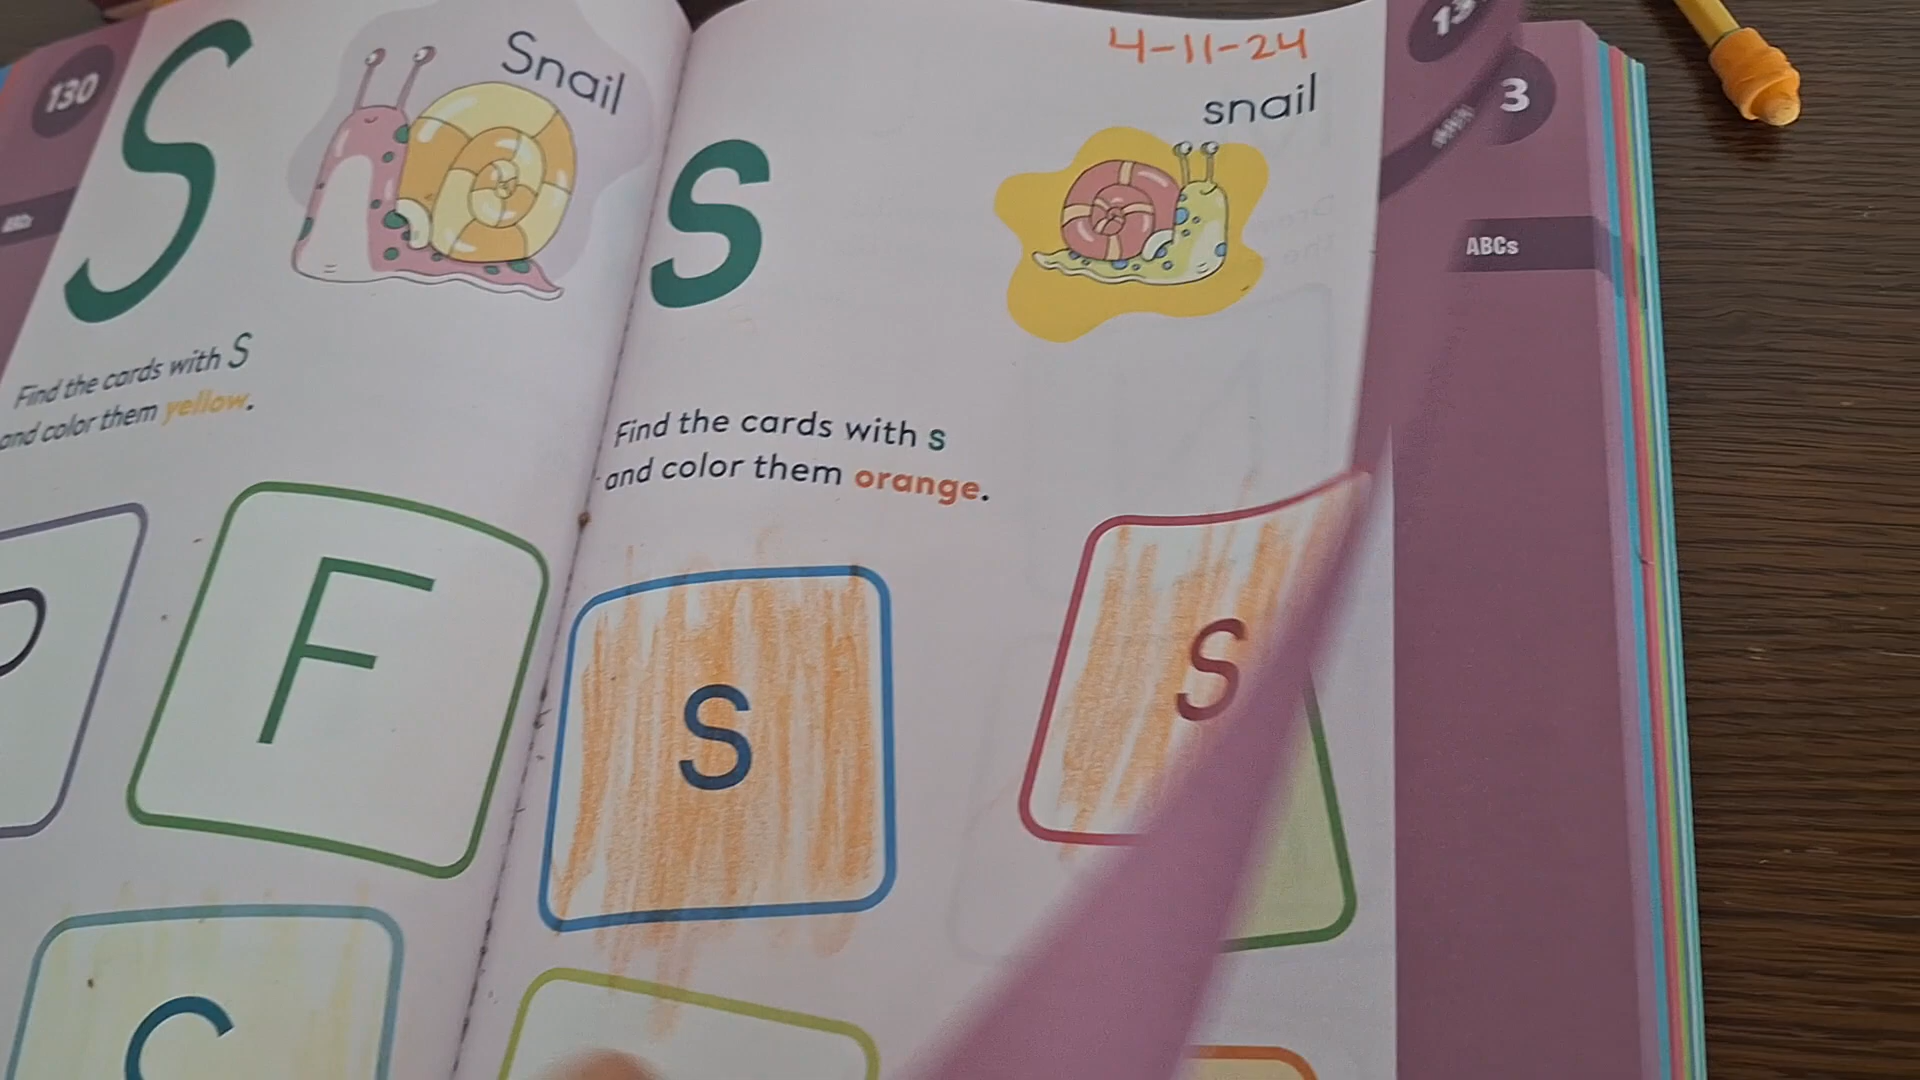 130
S
Snail
ABCs
Find the cards with S
and color them yellow.
F
4-11-24
snail
s
Find the cards with s
and color them orange.
s
s
3
ABCs